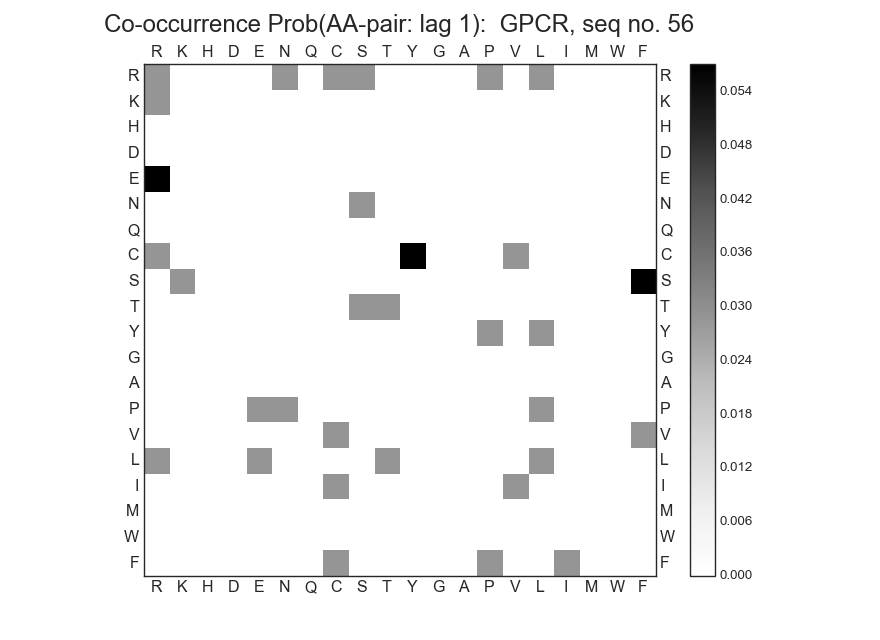 Co-occurrence Prob(AA-pair: lag 1):  GPCR, seq no. 56
R K H D E N Q C S T Y G A P V L I M W F
R R 0.054
K K
H H 0.048
D D
E E 0.042
N N
Q Q
C C 0.036
S S
T T 0.030
Y Y
G G 0.024
A A
P P 0.018
V V
L L 0.012
I I
M M 0.006
W W
F F 0.000
R K H D E N Q C S T Y G A P V L I M W F